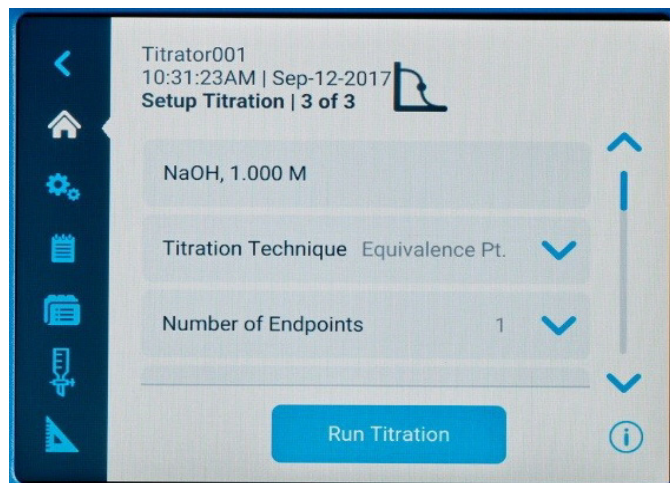 Titrator001
10:31:23AM | Sep-12-2017
Setup Titration | 3 of 3
NaOH, 1.000 M
Titration Technique Equivalence Pt.
Number of Endpoints 1
Run Titration